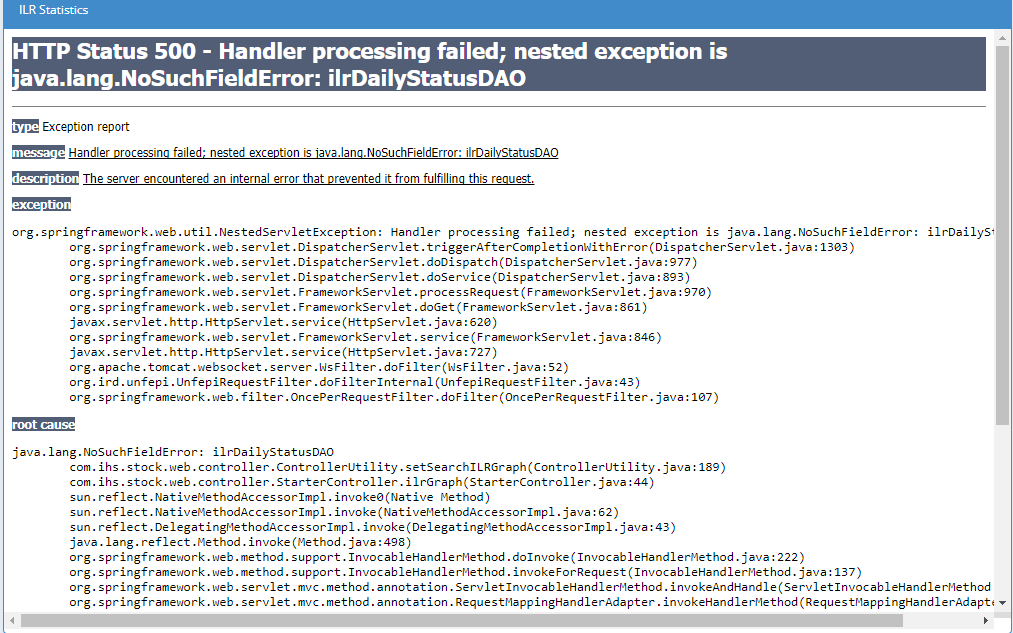 ILR Statistics
HTTP Status 500 - Handler processing failed; nested exception is
java.lang.NoSuchFieldError: ilrDailyStatusDAO
type Exception report
message Handler processing failed; nested exception is java.lang.NoSuchFieldError: ilrDailyStatusDAO
description The server encountered an internal error that prevented it from fulfilling this request.
exception
org.springframework.web.util.NestedServletException: Handler processing failed; nested exception is java.lang.NoSuchFieldError: ilrDailySt
org.springframework.web.servlet.DispatcherServlet.triggerAfterCompletionWithError(DispatcherServlet.java:1303)
org.springframework.web.servlet.DispatcherServlet.doDispatch(DispatcherServlet.java:977)
org.springframework.web.servlet.DispatcherServlet.doService(DispatcherServlet.java:893)
org.springframework.web.servlet.FrameworkServlet.processRequest(FrameworkServlet.java:970)
org.springframework.web.servlet.FrameworkServlet.doGet(FrameworkServlet.java:861)
javax.servlet.http.HttpServlet.service(HttpServlet.java:620)
org.springframework.web.servlet.FrameworkServlet.service(FrameworkServlet.java:846)
javax.servlet.http.HttpServlet.service(HttpServlet.java:727)
org.apache.tomcat.websocket.server.WsFilter.doFilter(WsFilter.java:52)
org.ird.unfepi.UnfepiRequestFilter.doFilterInternal(UnfepiRequestFilter.java:43)
org.springframework.web.filter.OncePerRequestFilter.doFilter(OncePerRequestFilter.java:107)
root cause
java.lang.NoSuchFieldError: ilrDailyStatusDAO
com.ihs.stock.web.controller.ControllerUtility.setSearchILRGraph(ControllerUtility.java:189)
com.ihs.stock.web.controller.StarterController.ilrGraph(StarterController.java:44)
sun.reflect.NativeMethodAccessorImpl.invoke0(Native Method)
sun.reflect.NativeMethodAccessorImpl.invoke(NativeMethodAccessorImpl.java:62)
sun.reflect.DelegatingMethodAccessorImpl.invoke(DelegatingMethodAccessorImpl.java:43)
java.lang.reflect.Method.invoke(Method.java:498)
org.springframework.web.method.support.InvocableHandlerMethod.doInvoke(InvocableHandlerMethod.java:222)
org.springframework.web.method.support.InvocableHandlerMethod.invokeForRequest(InvocableHandlerMethod.java:137)
org.springframework.web.servlet.mvc.method.annotation.ServletInvocableHandlerMethod.invokeAndHandle(ServletInvocableHandlerMethod
org.springframework.web.servlet.mvc.method.annotation.RequestMappingHandlerAdapter.invokeHandlerMethod(RequestMappingHandlerAdapte